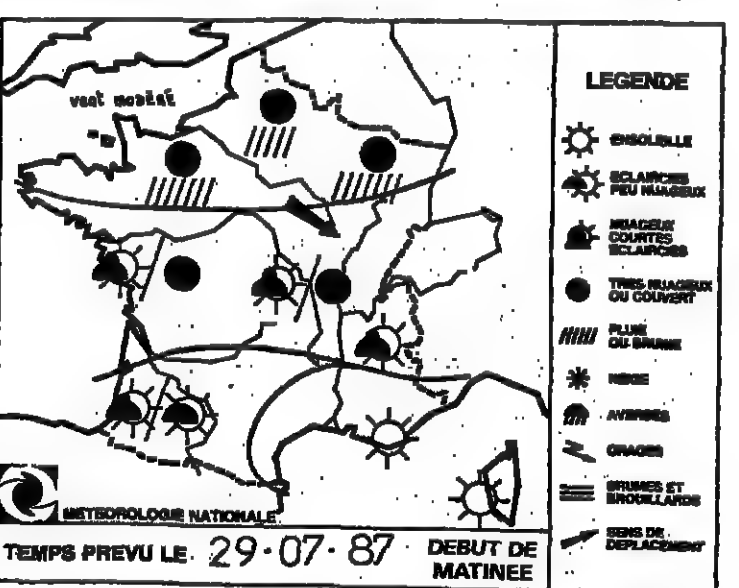 vent modéré
METEOROLOGIE NATIONALE
TEMPS PREVU LE 29·07·87 DEBUT DE
MATINEE
LEGENDE
ENSOLEILLE
ECLAIRCIES
PEU NUAGEUX
NUAGEUX
COURTES
ECLAIRCIES
TRES NUAGEUX
OU COUVERT
PLUIE
OU BRUINE
NEIGE
AVERSES
ORAGES
BRUMES ET
BROUILLARDS
SENS DE
DEPLACEMENT